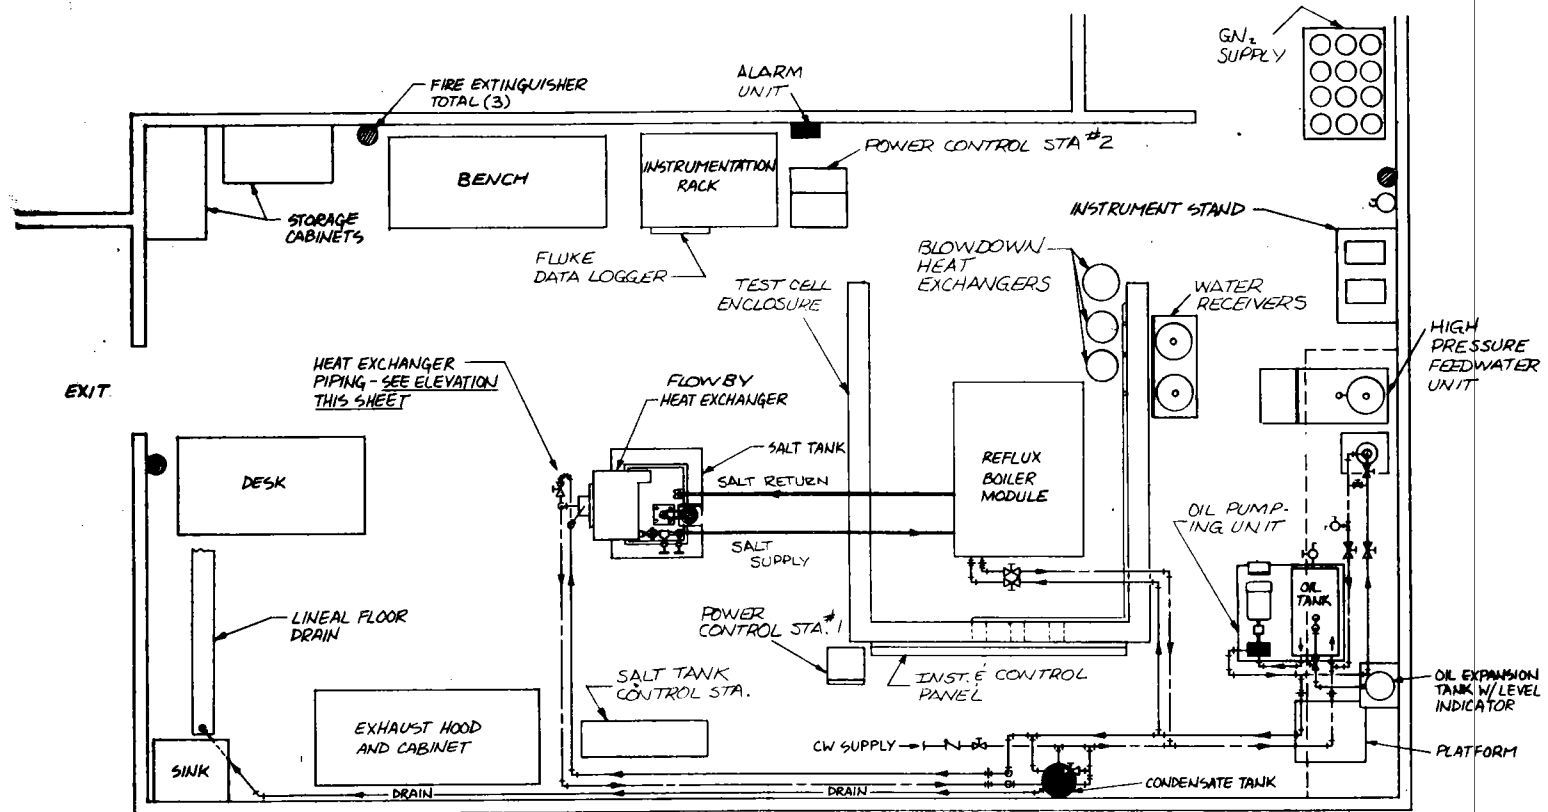 GN₂
SUPPLY
FIRE EXTINGUISHER
TOTAL (3)
ALARM
UNIT
POWER CONTROL STA #2
BENCH
INSTRUMENTATION
RACK
STORAGE
CABINETS
INSTRUMENT STAND
FLUKE
DATA LOGGER
BLOWDOWN
HEAT
EXCHANGERS
TEST CELL
ENCLOSURE
WATER
RECEIVERS
HIGH
PRESSURE
FEEDWATER
UNIT
HEAT EXCHANGER
PIPING - SEE ELEVATION
THIS SHEET
EXIT
FLOW BY
HEAT EXCHANGER
SALT TANK
SALT RETURN
REFLUX
BOILER
MODULE
DESK
SALT
SUPPLY
OIL PUMP-
ING UNIT
OIL
TANK
LINEAL FLOOR
DRAIN
POWER
CONTROL STA. #1
SALT TANK
CONTROL STA.
INST. & CONTROL
PANEL
OIL EXPANSION
TANK W/LEVEL
INDICATOR
EXHAUST HOOD
AND CABINET
CW SUPPLY
PLATFORM
SINK
CONDENSATE TANK
DRAIN
DRAIN